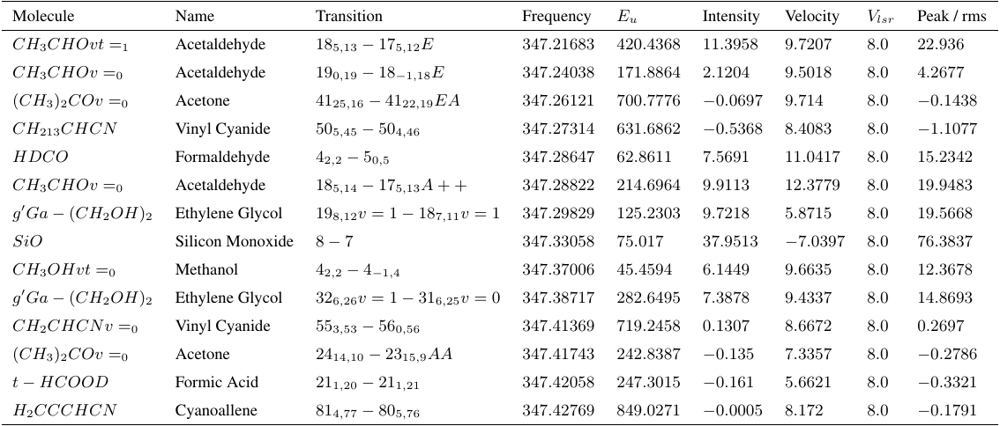 Molecule Name Transition Frequency E_u Intensity Velocity V_lsr Peak / rms
CH_3CHOvt =_1 Acetaldehyde 18_{5,13} − 17_{5,12}E 347.21683 420.4368 11.3958 9.7207 8.0 22.936
CH_3CHOv =_0 Acetaldehyde 19_{0,19} − 18_{−1,18}E 347.24038 171.8864 2.1204 9.5018 8.0 4.2677
(CH_3)_2COv =_0 Acetone 41_{25,16} − 41_{22,19}EA 347.26121 700.7776 −0.0697 9.714 8.0 −0.1438
CH_{213}CHCN Vinyl Cyanide 50_{5,45} − 50_{4,46} 347.27314 631.6862 −0.5368 8.4083 8.0 −1.1077
HDCO Formaldehyde 4_{2,2} − 5_{0,5} 347.28647 62.8611 7.5691 11.0417 8.0 15.2342
CH_3CHOv =_0 Acetaldehyde 18_{5,14} − 17_{5,13}A + + 347.28822 214.6964 9.9113 12.3779 8.0 19.9483
g′Ga − (CH_2OH)_2 Ethylene Glycol 19_{8,12}v = 1 − 18_{7,11}v = 1 347.29829 125.2303 9.7218 5.8715 8.0 19.5668
SiO Silicon Monoxide 8 − 7 347.33058 75.017 37.9513 −7.0397 8.0 76.3837
CH_3OHvt =_0 Methanol 4_{2,2} − 4_{−1,4} 347.37006 45.4594 6.1449 9.6635 8.0 12.3678
g′Ga − (CH_2OH)_2 Ethylene Glycol 32_{6,26}v = 1 − 31_{6,25}v = 0 347.38717 282.6495 7.3878 9.4337 8.0 14.8693
CH_2CHCNv =_0 Vinyl Cyanide 55_{3,53} − 56_{0,56} 347.41369 719.2458 0.1307 8.6672 8.0 0.2697
(CH_3)_2COv =_0 Acetone 24_{14,10} − 23_{15,9}AA 347.41743 242.8387 −0.135 7.3357 8.0 −0.2786
t − HCOOD Formic Acid 21_{1,20} − 21_{1,21} 347.42058 247.3015 −0.161 5.6621 8.0 −0.3321
H_2CCCHCN Cyanoallene 81_{4,77} − 80_{5,76} 347.42769 849.0271 −0.0005 8.172 8.0 −0.1791